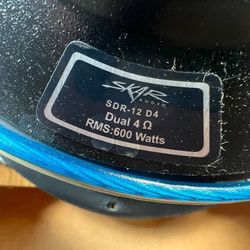 SKAR
AUDIO
SDR-12 D4
Dual 4 Ω
RMS:600 Watts